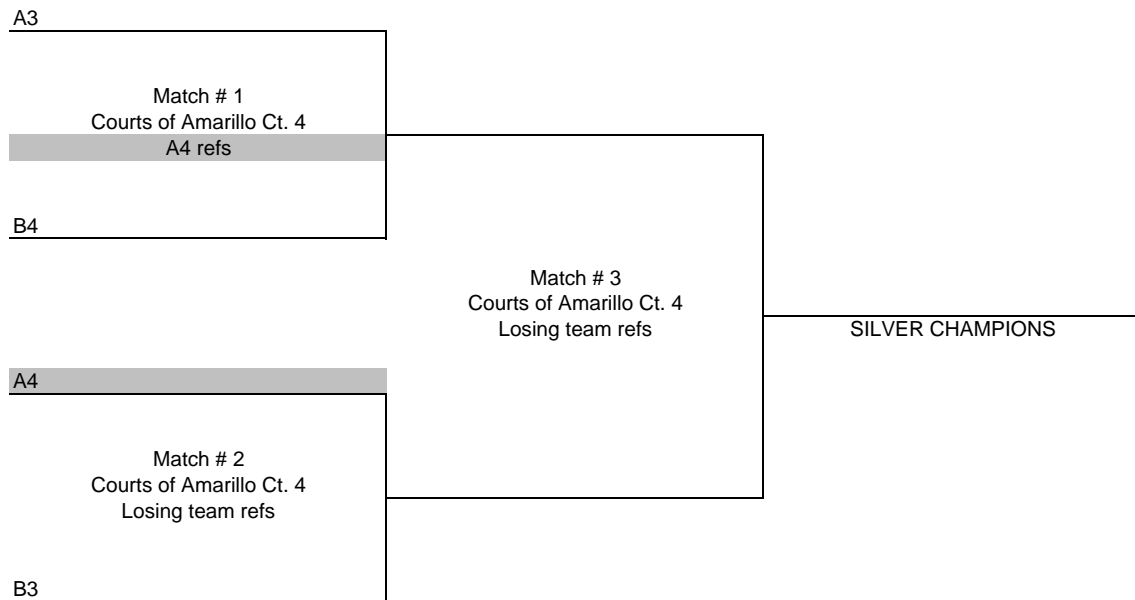 A3
Match # 1
Courts of Amarillo Ct. 4
A4 refs
B4
Match # 3
Courts of Amarillo Ct. 4
Losing team refs
SILVER CHAMPIONS
A4
Match # 2
Courts of Amarillo Ct. 4
Losing team refs
B3